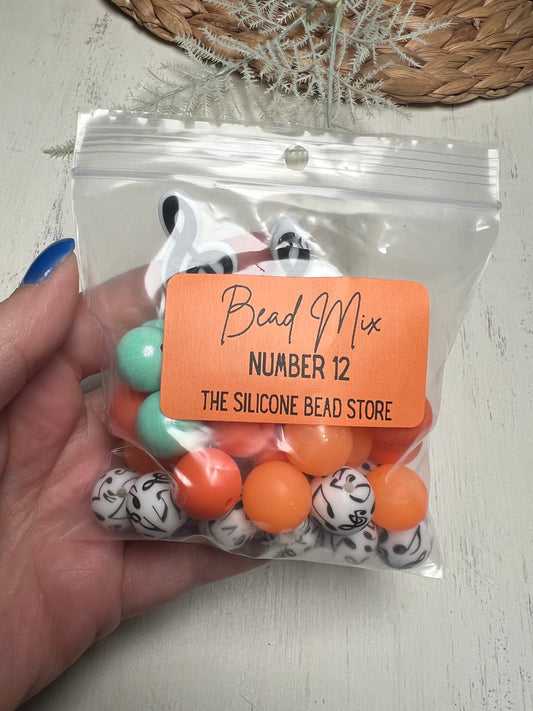 Bead Mix
NUMBER 12
THE SILICONE BEAD STORE